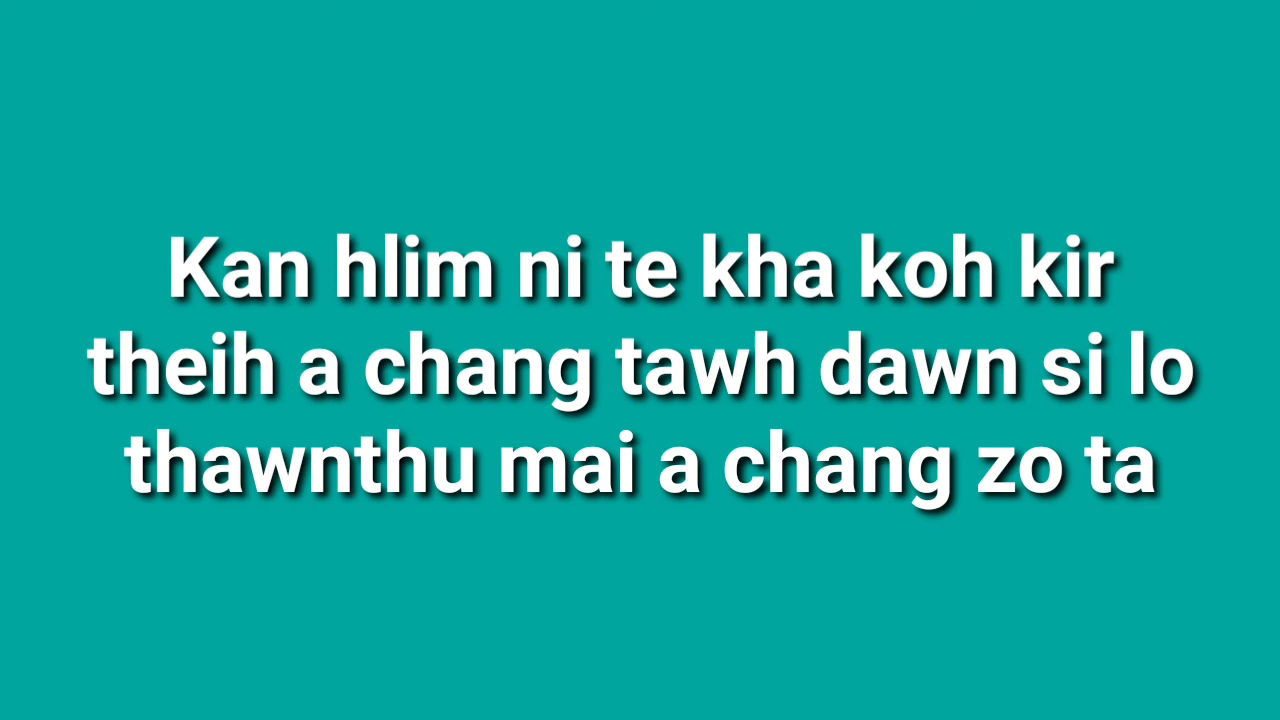 Kan hlim ni te kha koh kir
theih a chang tawh dawn si lo
thawnthu mai a chang zo ta